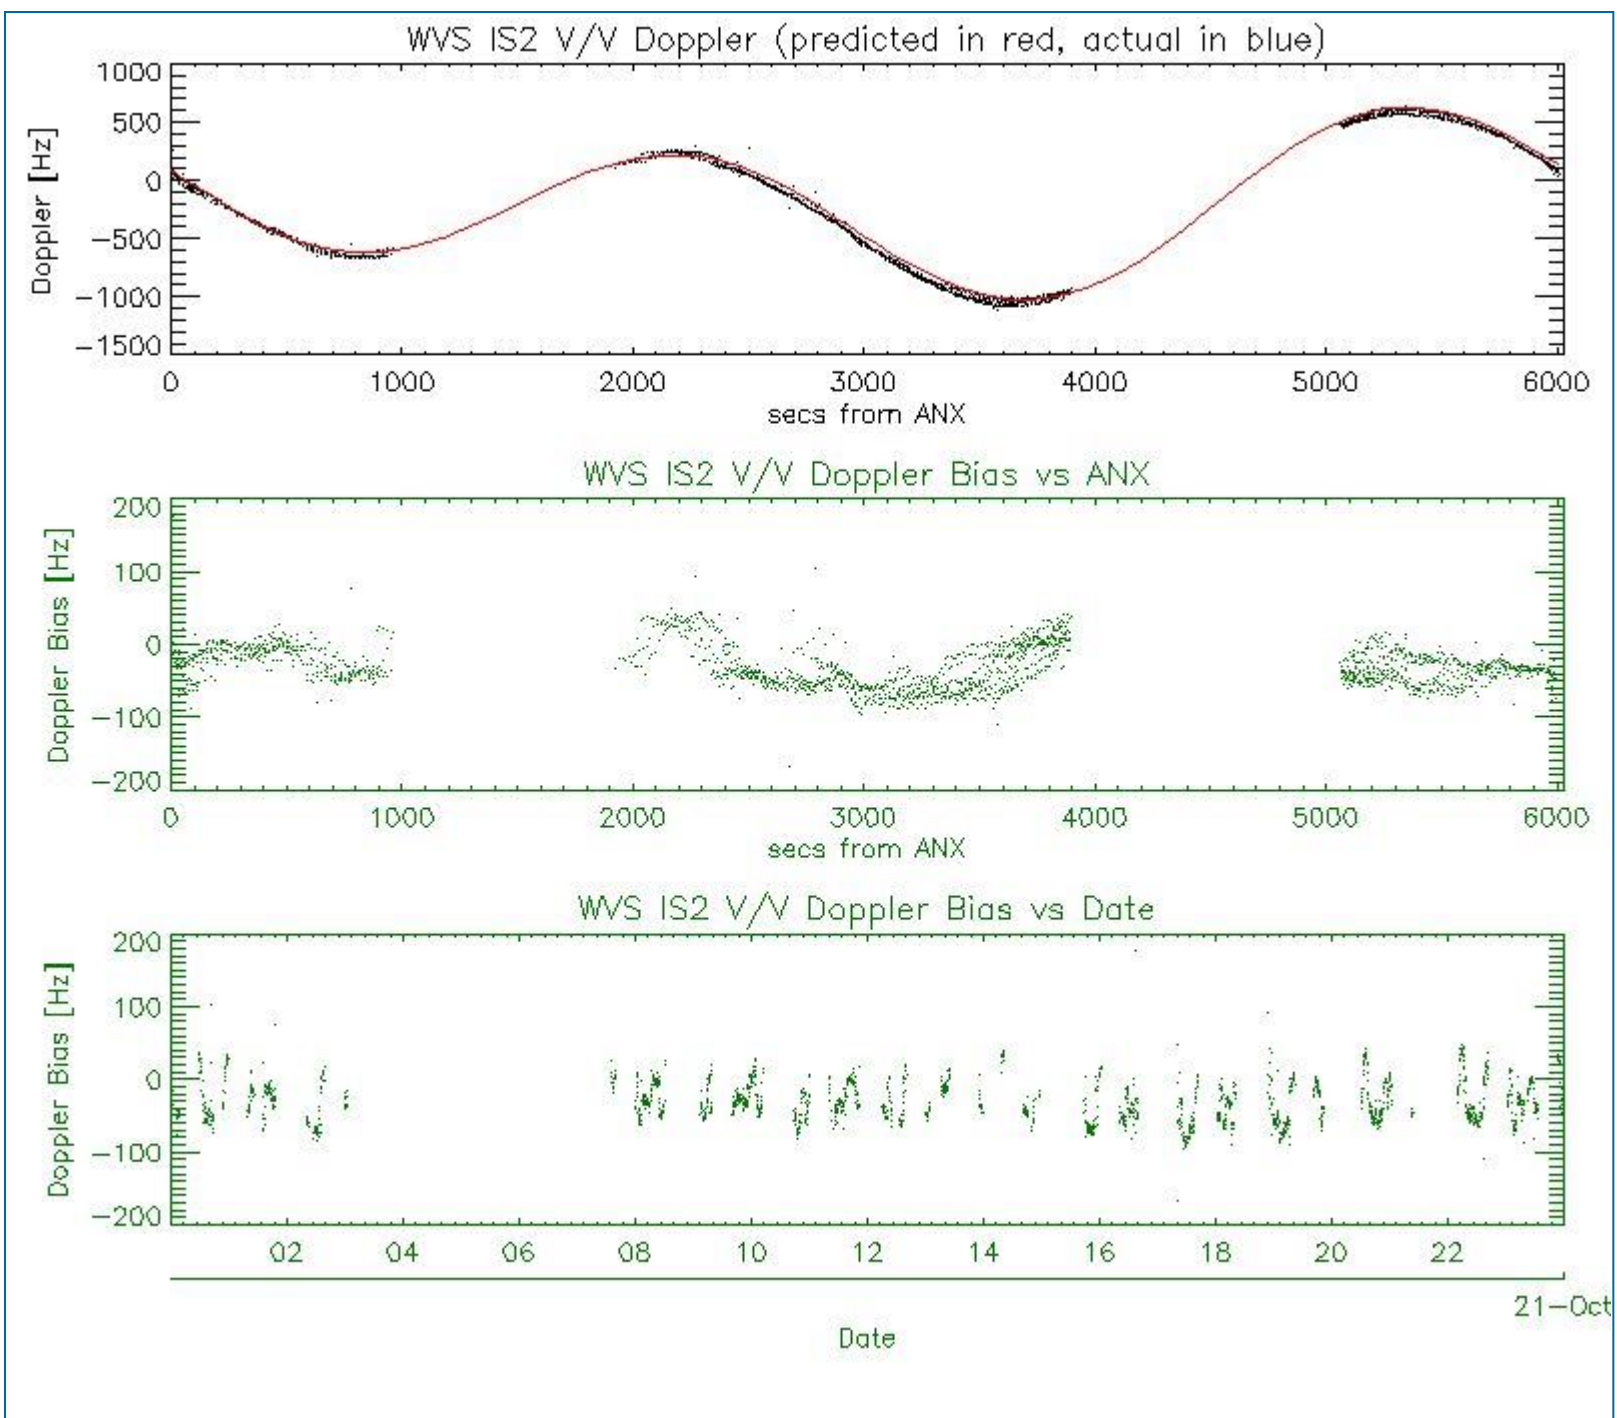 WVS IS2 V/V Doppler (predicted in red, actual in blue)
1000
500
0
−500
−1000
−1500
Doppler [Hz]
0 1000 2000 3000 4000 5000 6000
secs from ANX
WVS IS2 V/V Doppler Bias vs ANX
200
100
0
−100
−200
Doppler Bias [Hz]
0 1000 2000 3000 4000 5000 6000
secs from ANX
WVS IS2 V/V Doppler Bias vs Date
200
100
0
−100
−200
Doppler Bias [Hz]
02 04 06 08 10 12 14 16 18 20 22
21−Oct
Date